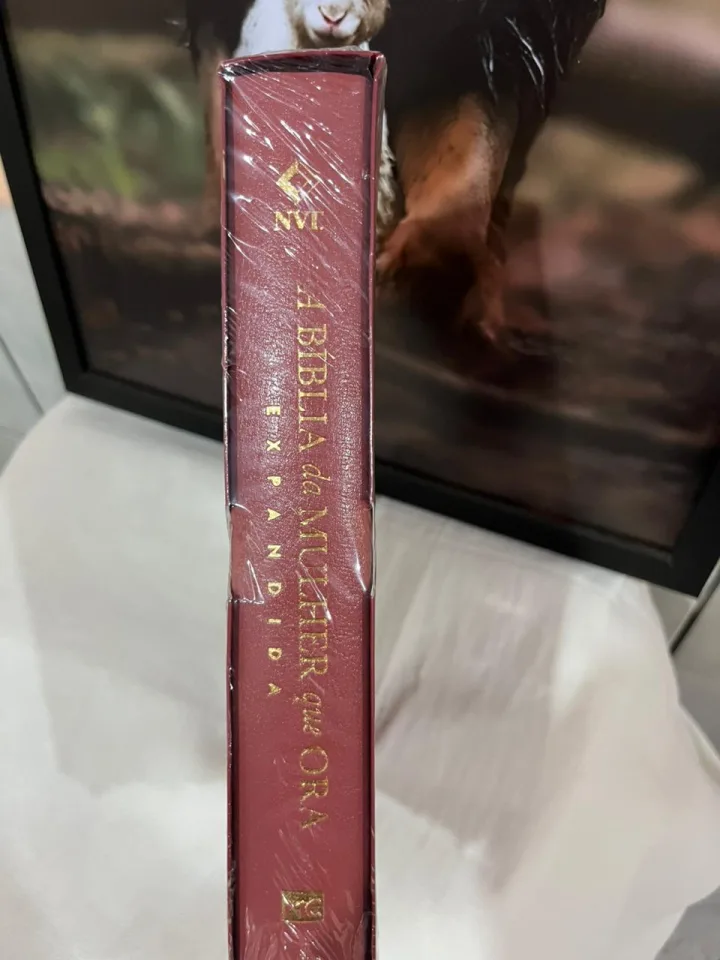 NVI
A BÍBLIA da MULHER que ORA
EXPANDIDA